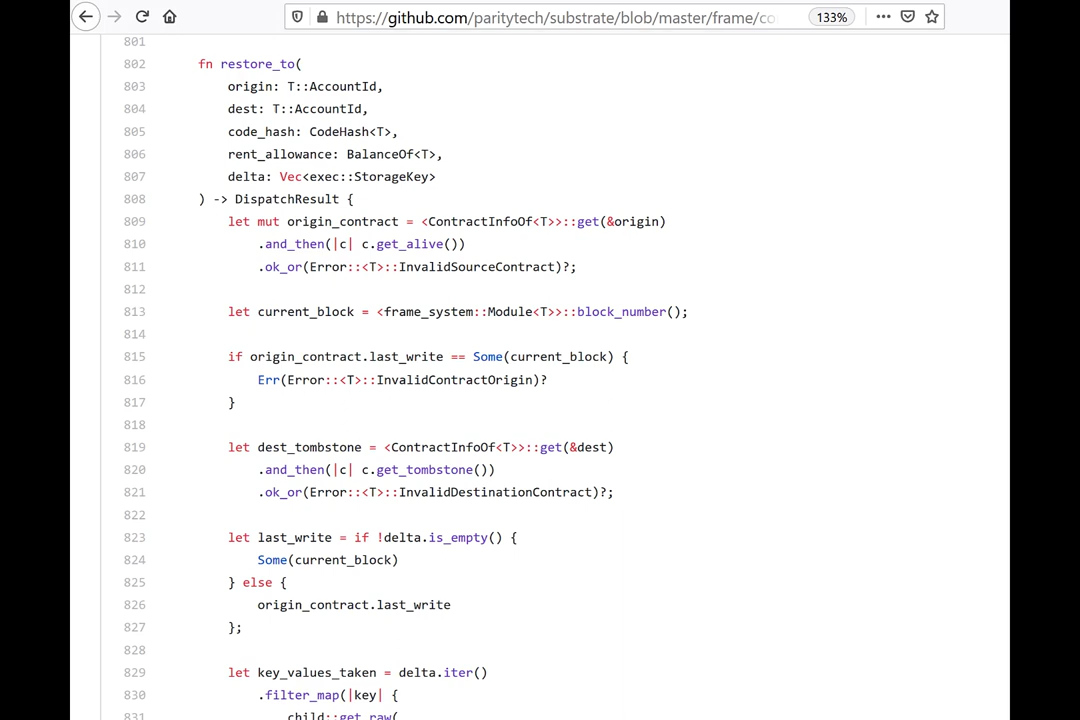 https://github.com/paritytech/substrate/blob/master/frame/co
133%
801
802 fn restore_to(
803 origin: T::AccountId,
804 dest: T::AccountId,
805 code_hash: CodeHash<T>,
806 rent_allowance: BalanceOf<T>,
807 delta: Vec<exec::StorageKey>
808 ) -> DispatchResult {
809 let mut origin_contract = <ContractInfoOf<T>>::get(&origin)
810 .and_then(|c| c.get_alive())
811 .ok_or(Error::<T>::InvalidSourceContract)?;
812
813 let current_block = <frame_system::Module<T>>::block_number();
814
815 if origin_contract.last_write == Some(current_block) {
816 Err(Error::<T>::InvalidContractOrigin)?
817 }
818
819 let dest_tombstone = <ContractInfoOf<T>>::get(&dest)
820 .and_then(|c| c.get_tombstone())
821 .ok_or(Error::<T>::InvalidDestinationContract)?;
822
823 let last_write = if !delta.is_empty() {
824 Some(current_block)
825 } else {
826 origin_contract.last_write
827 };
828
829 let key_values_taken = delta.iter()
830 .filter_map(|key| {
831 child::get_raw(